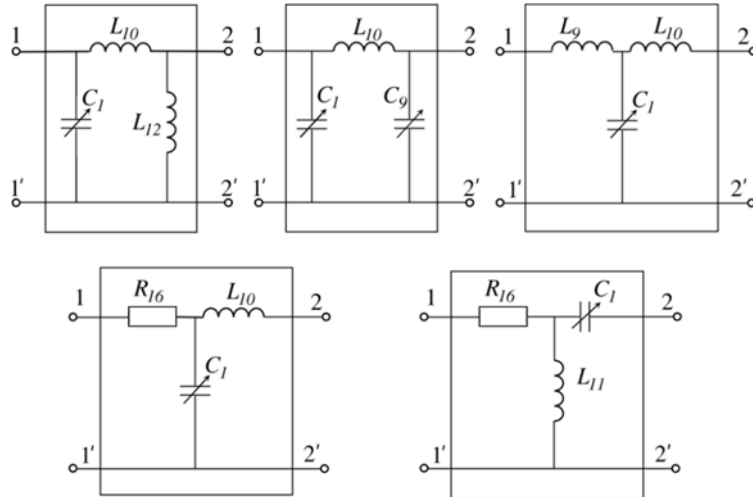 1 L10 2
C1
L12
1' 2'
1 L10 2
C1 C9
1' 2'
1 L9 L10 2
C1
1' 2'
1 R16 L10 2
C1
1' 2'
1 R16 C1 2
L11
1' 2'